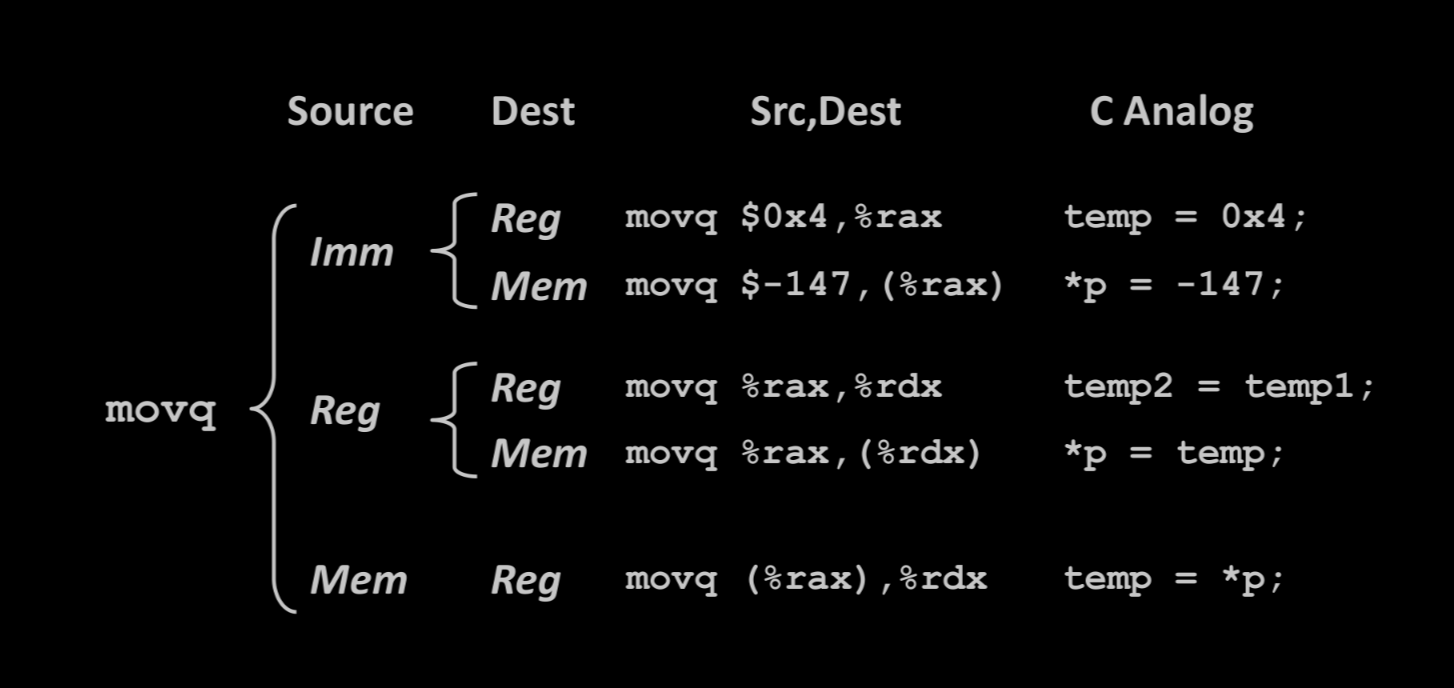 Source Dest Src,Dest C Analog
Reg movq $0x4,%rax temp = 0x4;
Imm
Mem movq $-147,(%rax) *p = -147;
Reg movq %rax,%rdx temp2 = temp1;
movq Reg
Mem movq %rax,(%rdx) *p = temp;
Mem Reg movq (%rax),%rdx temp = *p;